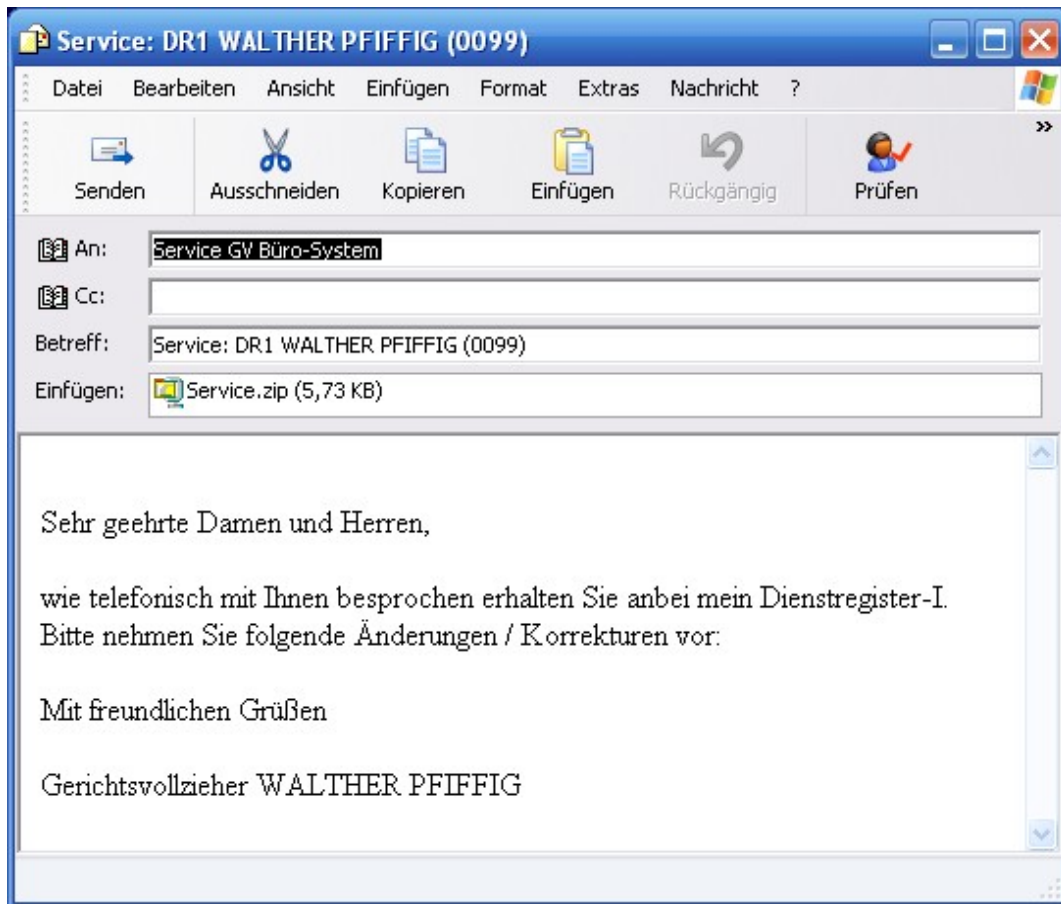 Service: DR1 WALTHER PFIFFIG (0099)
Datei Bearbeiten Ansicht Einfügen Format Extras Nachricht ?
Senden Ausschneiden Kopieren Einfügen Rückgängig Prüfen »
An: Service GV Büro-System
Cc:
Betreff: Service: DR1 WALTHER PFIFFIG (0099)
Einfügen: Service.zip (5,73 KB)
Sehr geehrte Damen und Herren,
wie telefonisch mit Ihnen besprochen erhalten Sie anbei mein Dienstregister-I.
Bitte nehmen Sie folgende Änderungen / Korrekturen vor:
Mit freundlichen Grüßen
Gerichtsvollzieher WALTHER PFIFFIG